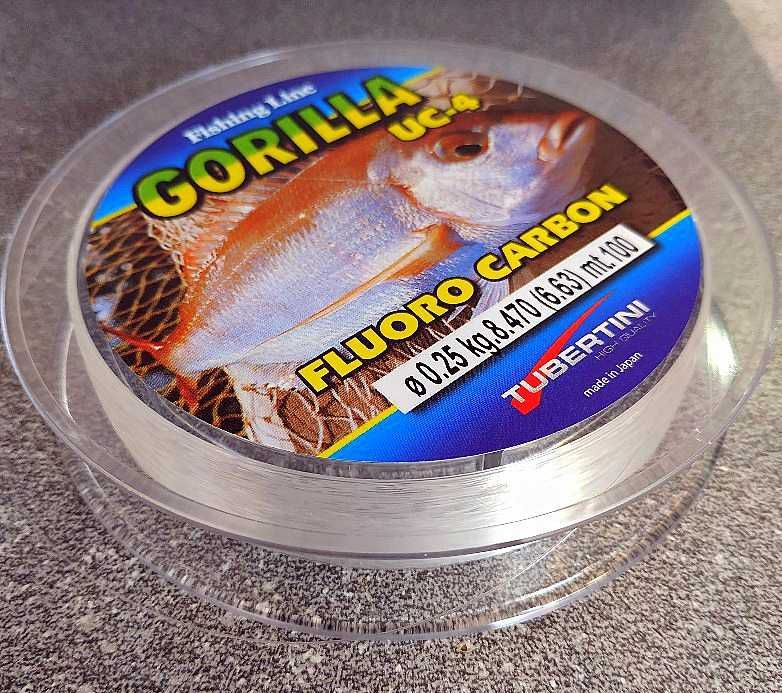 Fishing Line
GORILLA
UC-4
FLUORO CARBON
ø 0.25 kg.8.470 (6.63) mt.100
TUBERTINI
HIGH QUALITY
made in Japan